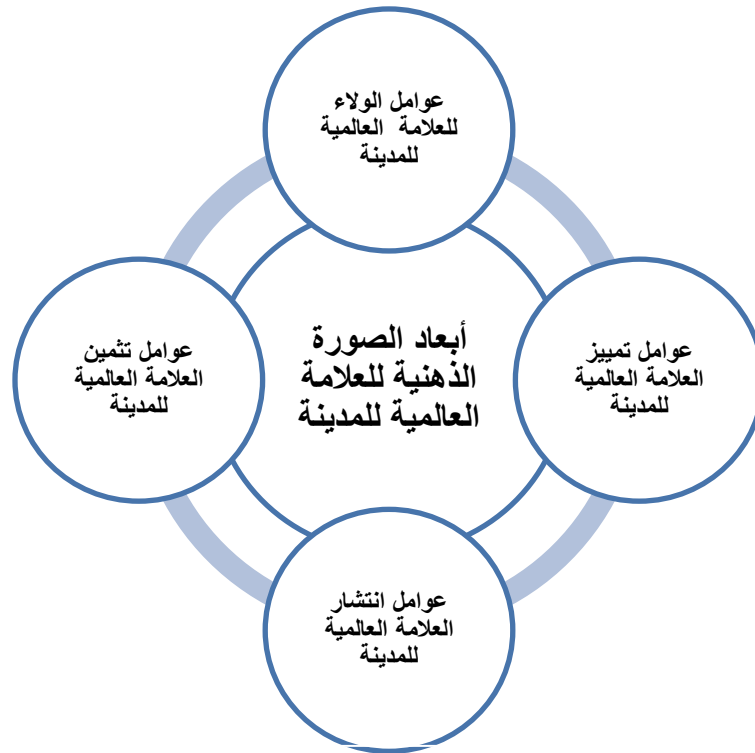 عوامل الولاء
للعلامة العالمية
للمدينة
أبعاد الصورة
الذهنية للعلامة
العالمية للمدينة
عوامل تمييز
العلامة العالمية
للمدينة
عوامل تثمين
العلامة العالمية
للمدينة
عوامل انتشار
العلامة العالمية
للمدينة